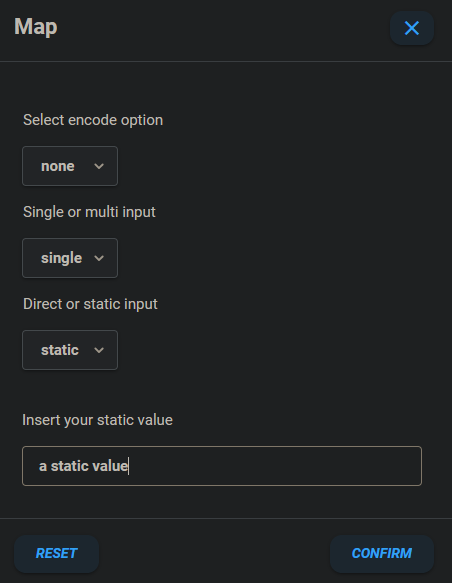 Map
Select encode option
none
Single or multi input
single
Direct or static input
static
Insert your static value
a static value
RESET
CONFIRM